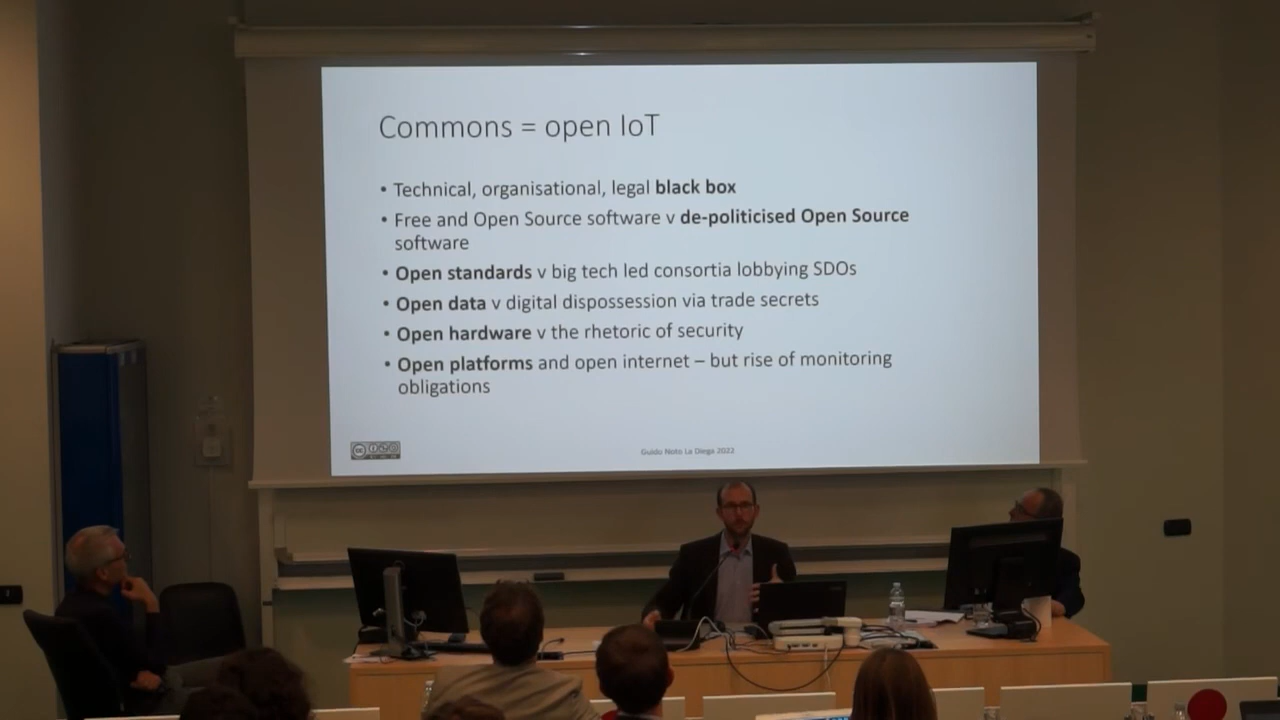 Commons = open IoT
• Technical, organisational, legal black box
• Free and Open Source software v de-politicised Open Source
software
• Open standards v big tech led consortia lobbying SDOs
• Open data v digital dispossession via trade secrets
• Open hardware v the rhetoric of security
• Open platforms and open internet – but rise of monitoring
obligations
cc
Guido Noto La Diega 2022